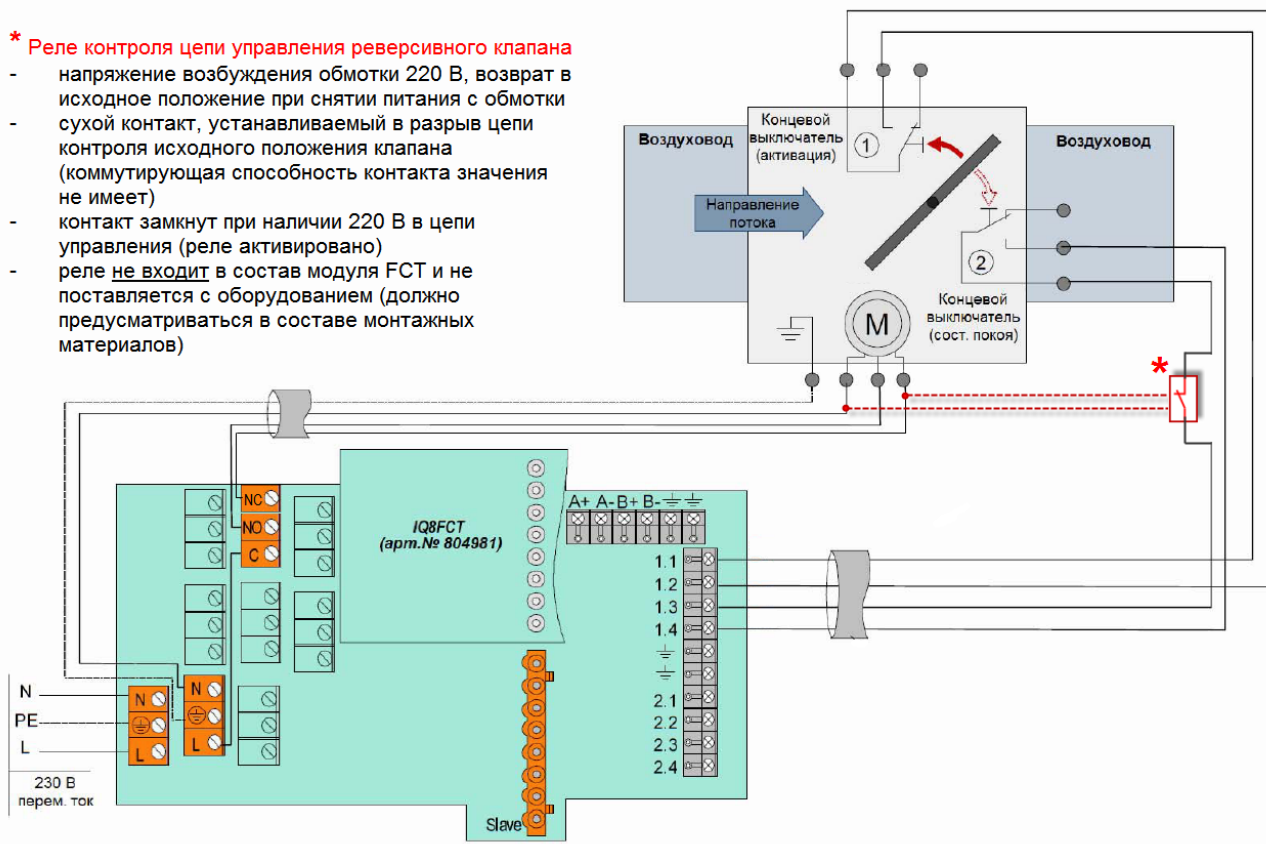 * Реле контроля цепи управления реверсивного клапана
- напряжение возбуждения обмотки 220 В, возврат в
исходное положение при снятии питания с обмотки
- сухой контакт, устанавливаемый в разрыв цепи
контроля исходного положения клапана
(коммутирующая способность контакта значения
не имеет)
- контакт замкнут при наличии 220 В в цепи
управления (реле активировано)
- реле не входит в состав модуля FCT и не
поставляется с оборудованием (должно
предусматриваться в составе монтажных
материалов)
Воздуховод
Концевой
выключатель
(активация)
1
Воздуховод
Направление
потока
2
Концевой
выключатель
(сост. покоя)
M
*
NC
NO
C
IQ8FCT
(арт.№ 804981)
A+ A- B+ B-
1.1
1.2
1.3
1.4
2.1
2.2
2.3
2.4
N
PE
L
N
L
N
L
230 В
перем. ток
Slave